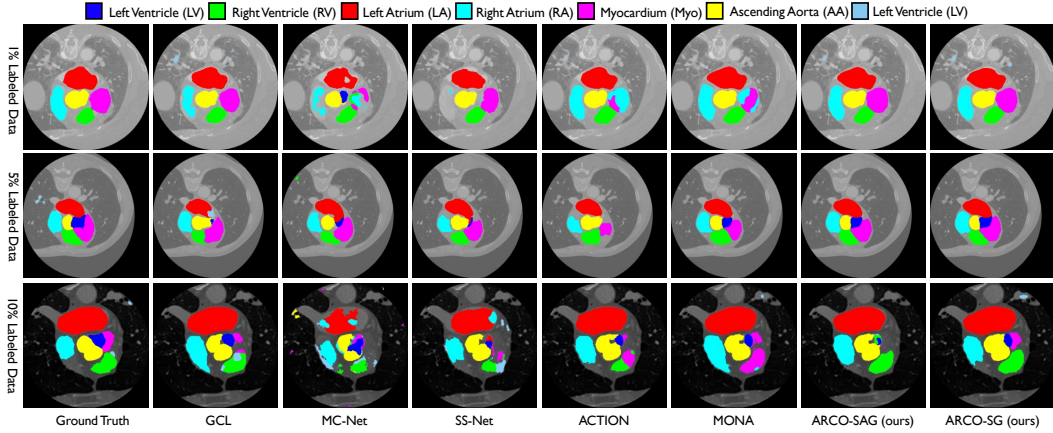 Left Ventricle (LV) Right Ventricle (RV) Left Atrium (LA) Right Atrium (RA) Myocardium (Myo) Ascending Aorta (AA) Left Ventricle (LV)
1% Labeled Data
5% Labeled Data
10% Labeled Data
Ground Truth GCL MC-Net SS-Net ACTION MONA ARCO-SAG (ours) ARCO-SG (ours)